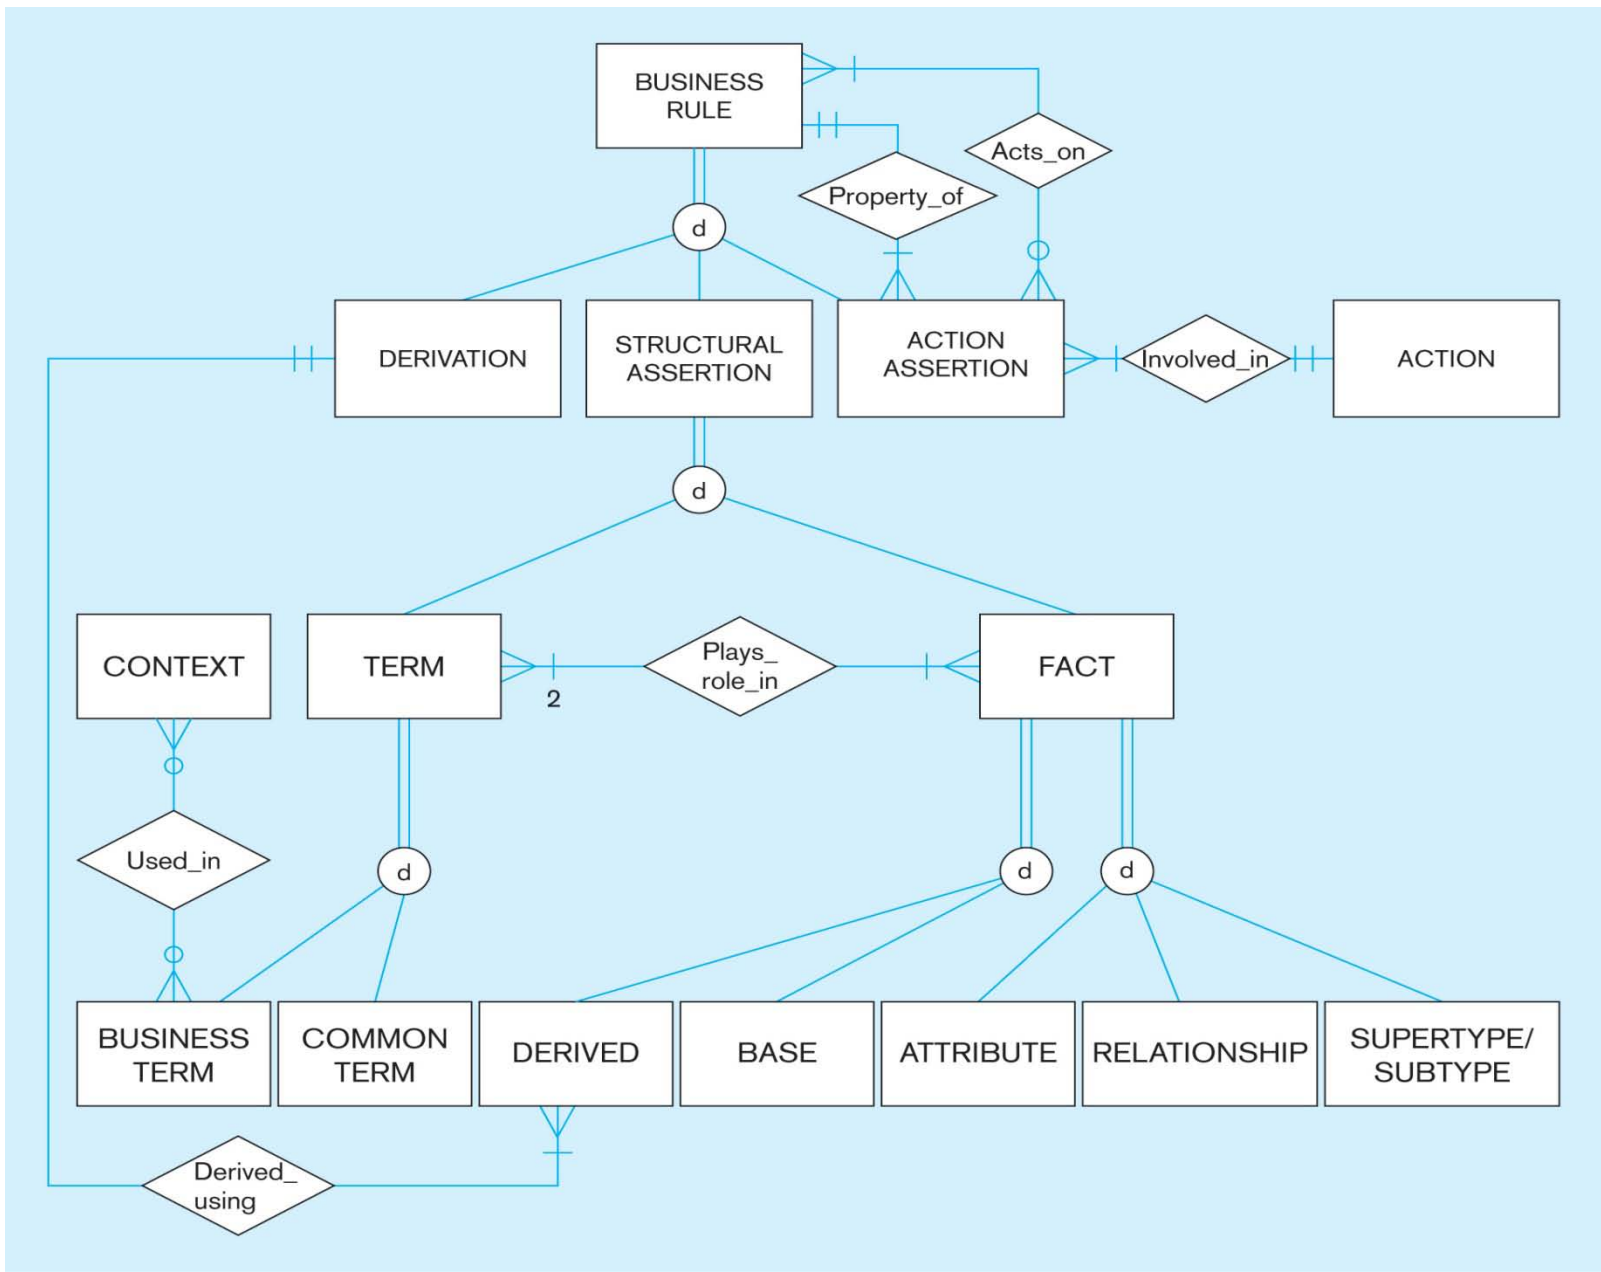 BUSINESS
RULE
Acts_on
Property_of
d
DERIVATION
STRUCTURAL
ASSERTION
ACTION
ASSERTION
Involved_in
ACTION
d
CONTEXT
TERM
2
Plays_
role_in
FACT
Used_in
d
d
d
BUSINESS
TERM
COMMON
TERM
DERIVED
BASE
ATTRIBUTE
RELATIONSHIP
SUPERTYPE/
SUBTYPE
Derived_
using